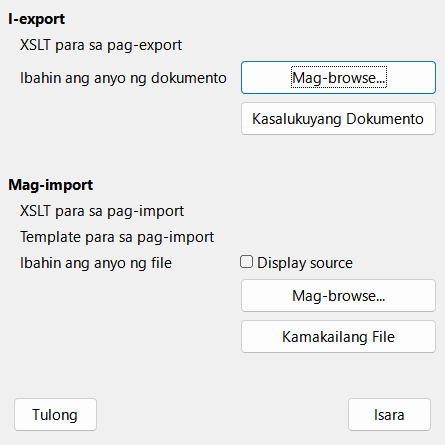 I-export
XSLT para sa pag-export
Ibahin ang anyo ng dokumento
Mag-browse...
Kasalukuyang Dokumento
Mag-import
XSLT para sa pag-import
Template para sa pag-import
Ibahin ang anyo ng file
Display source
Mag-browse...
Kamakailang File
Tulong
Isara